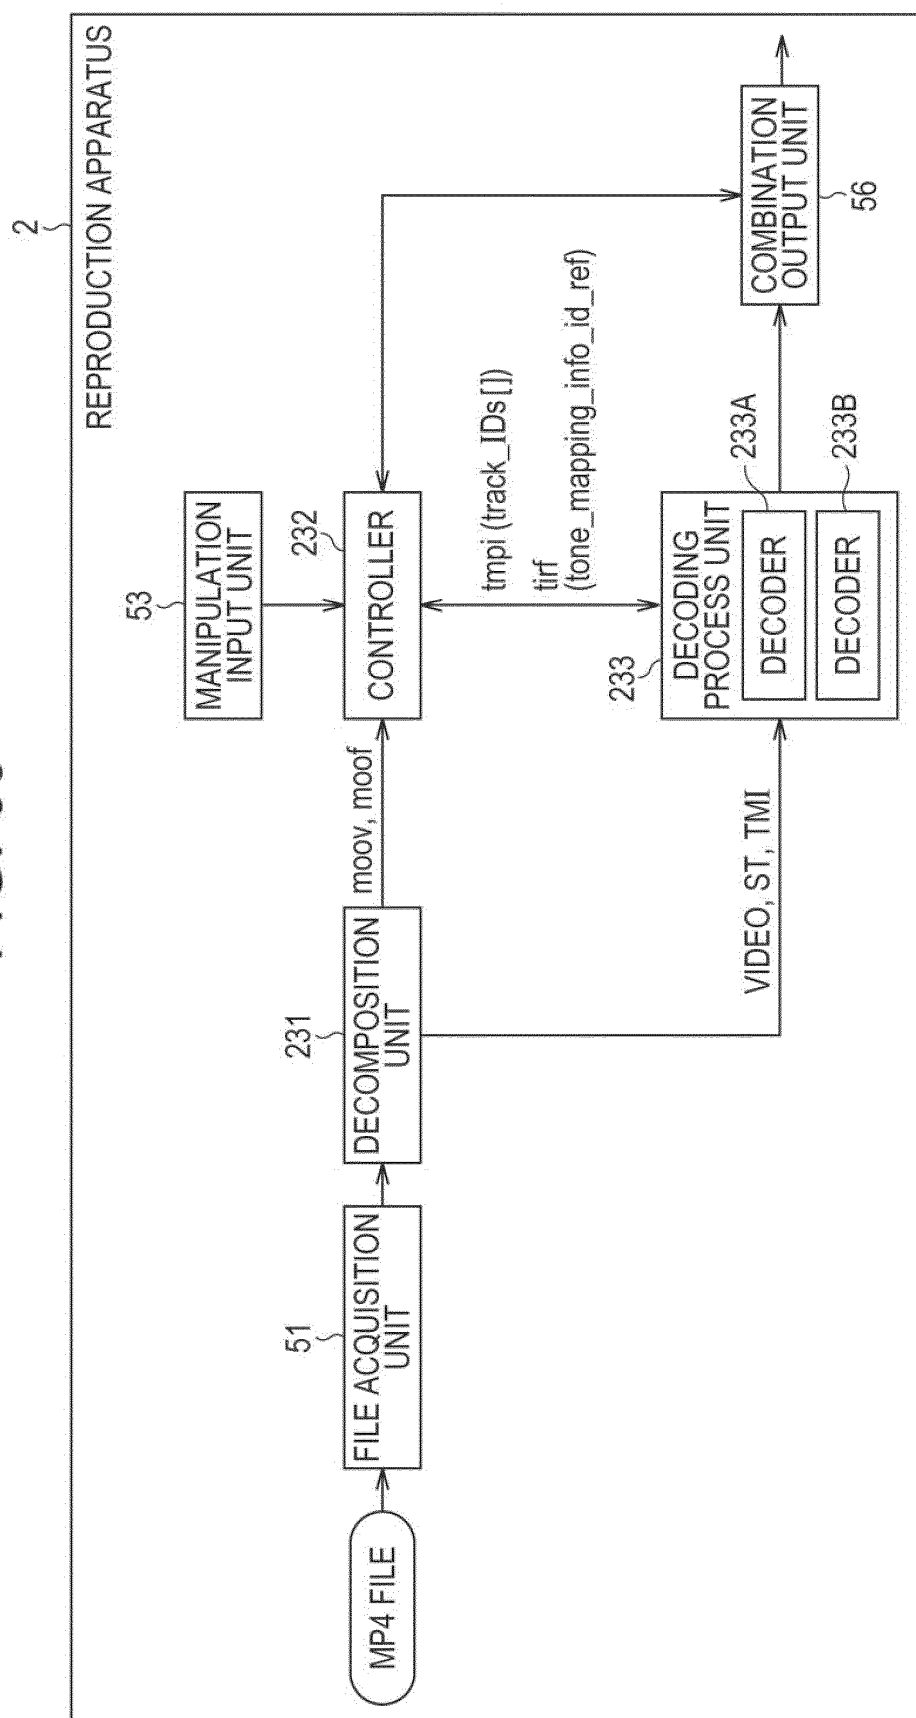 2
REPRODUCTION APPARATUS
53
MANIPULATION
INPUT UNIT
MP4 FILE
51
FILE ACQUISITION
UNIT
231
DECOMPOSITION
UNIT
moov, moof
232
CONTROLLER
tmpi (track_IDs [])
tirf
(tone_mapping_info_id_ref)
VIDEO, ST, TMI
233
DECODING
PROCESS UNIT
DECODER
233A
DECODER
233B
COMBINATION
OUTPUT UNIT
56